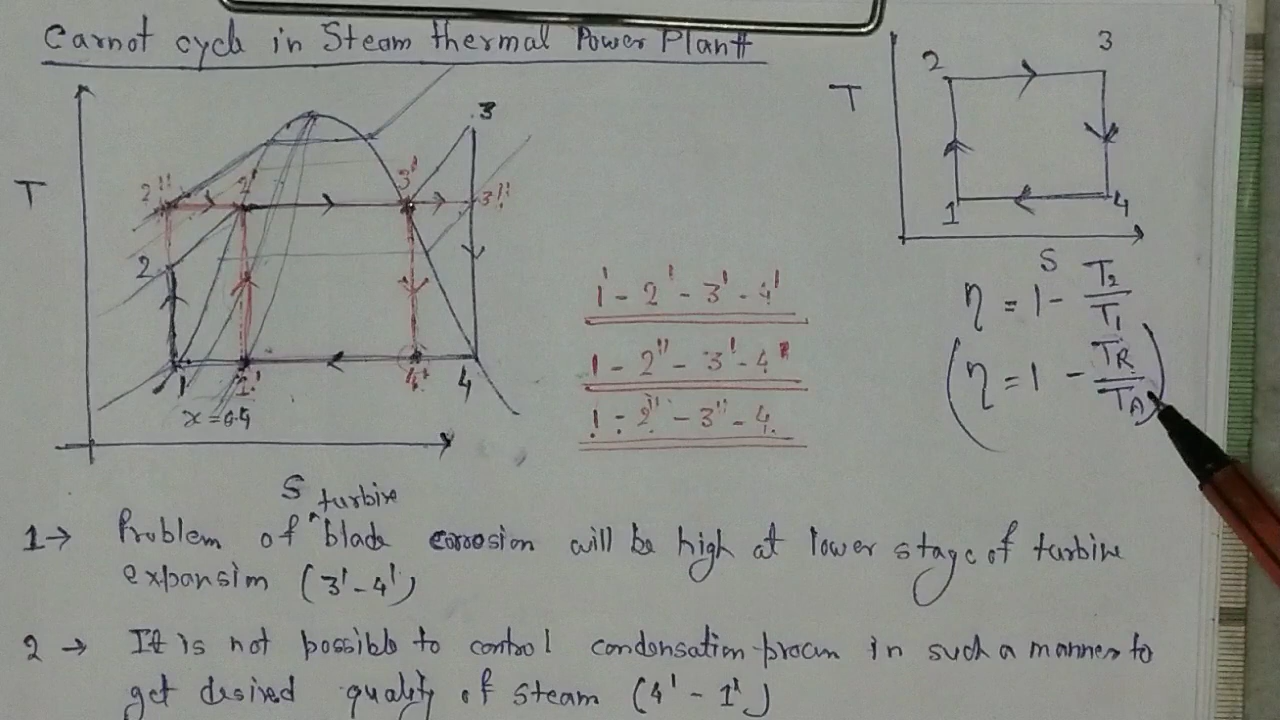 Carnot cycle in Steam thermal Power Plant
T
3
2''
2'
3'
3''
2
1
1'
4'
4
x = 0.5
S
T
2
3
1
4
S
η = 1 - T2/T1
(η = 1 - TR/TA)
1' - 2' - 3' - 4'
1 - 2'' - 3' - 4'
1 - 2'' - 3'' - 4
turbine
1 → Problem of ^ blade corrosion will be high at lower stage of turbine
expansion (3' - 4')
2 → It is not possible to control condensation process in such a manner to
get desired quality of steam (4' - 1')